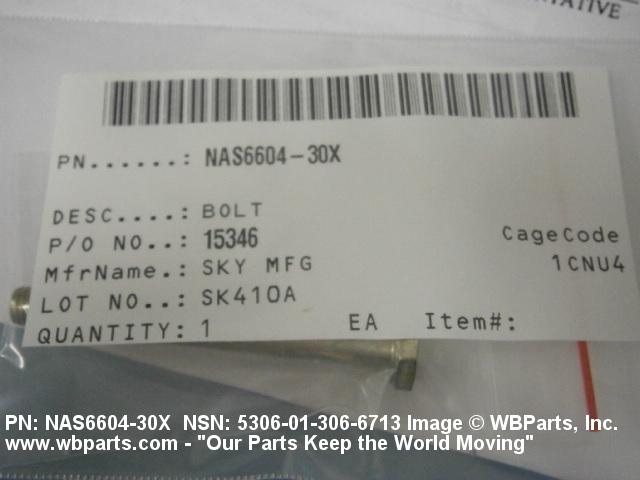 PN......: NAS6604-30X
DESC....: BOLT
P/O NO..: 15346
CageCode
MfrName.: SKY MFG
1CNU4
LOT NO..: SK410A
QUANTITY: 1 EA Item#:
PN: NAS6604-30X NSN: 5306-01-306-6713 Image © WBParts, Inc.
www.wbparts.com - "Our Parts Keep the World Moving"